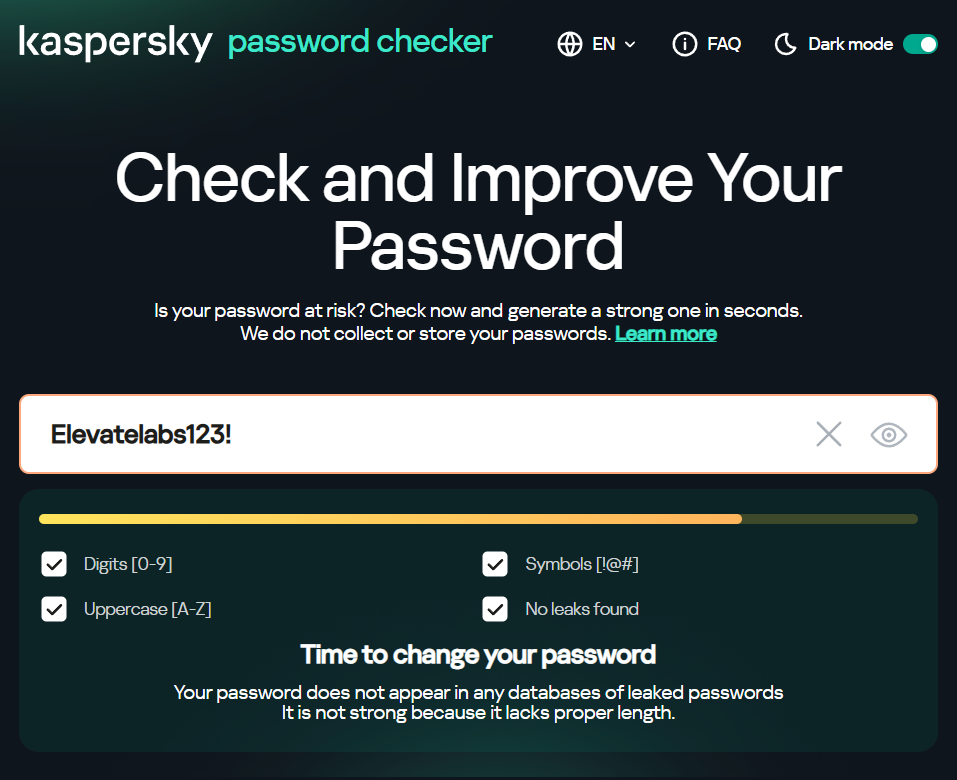 kaspersky password checker EN FAQ Dark mode
Check and Improve Your
Password
Is your password at risk? Check now and generate a strong one in seconds.
We do not collect or store your passwords. Learn more
Elevatelabs123!
Digits [0-9] Symbols [!@#]
Uppercase [A-Z] No leaks found
Time to change your password
Your password does not appear in any databases of leaked passwords
It is not strong because it lacks proper length.